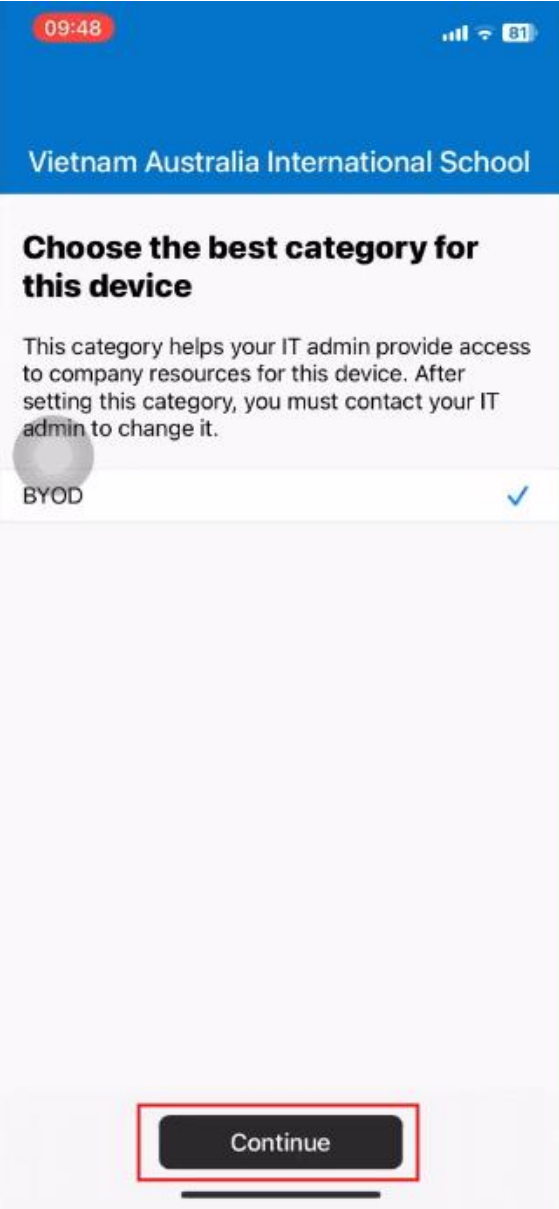 09:48
81
Vietnam Australia International School
Choose the best category for
this device
This category helps your IT admin provide access
to company resources for this device. After
setting this category, you must contact your IT
admin to change it.
BYOD
Continue